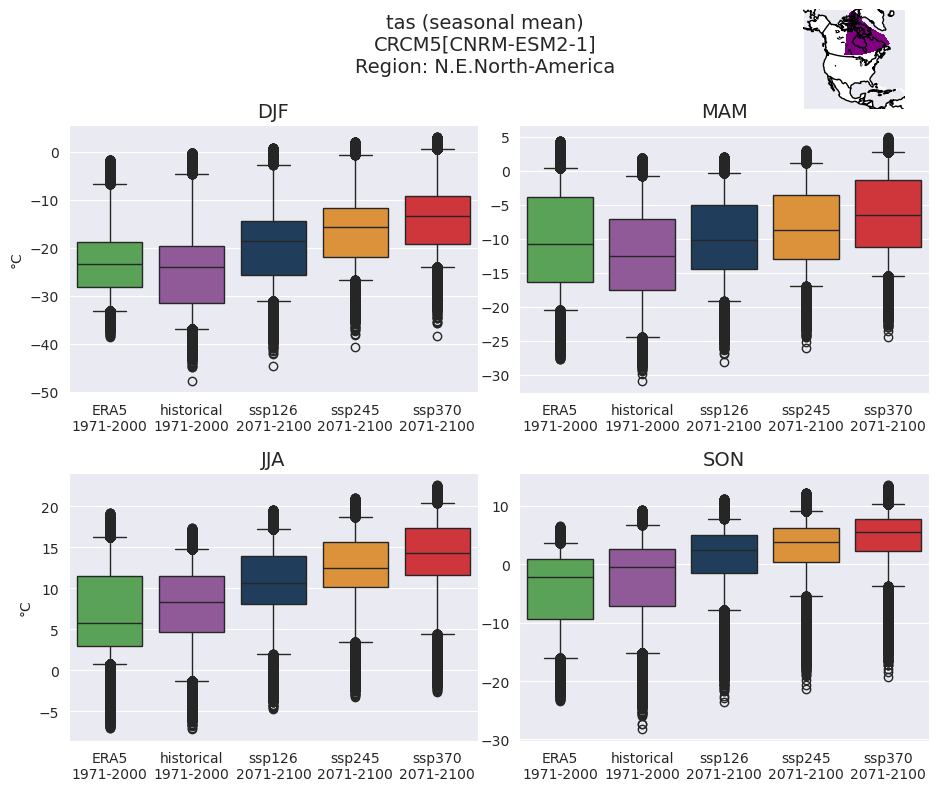 tas (seasonal mean)
CRCM5[CNRM-ESM2-1]
Region: N.E.North-America
DJF
0
−10
−20
−30
−40
−50
°C
ERA5 historical ssp126 ssp245 ssp370
1971-2000 1971-2000 2071-2100 2071-2100 2071-2100
MAM
5
0
−5
−10
−15
−20
−25
−30
ERA5 historical ssp126 ssp245 ssp370
1971-2000 1971-2000 2071-2100 2071-2100 2071-2100
JJA
20
15
10
5
0
−5
°C
ERA5 historical ssp126 ssp245 ssp370
1971-2000 1971-2000 2071-2100 2071-2100 2071-2100
SON
10
0
−10
−20
−30
ERA5 historical ssp126 ssp245 ssp370
1971-2000 1971-2000 2071-2100 2071-2100 2071-2100